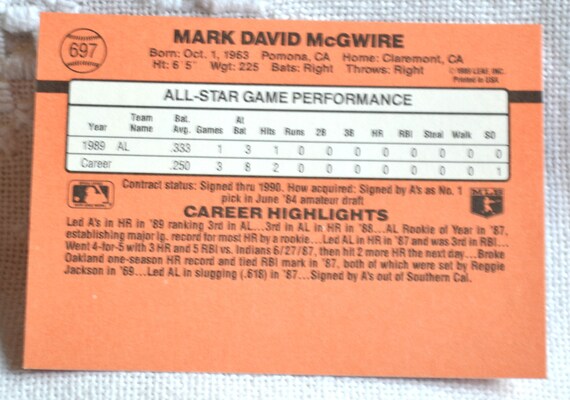 697
MARK DAVID McGWIRE
Born: Oct. 1, 1963 Pomona, CA Home: Claremont, CA
Ht: 6' 5" Wgt: 225 Bats: Right Throws: Right
© 1990 LEAF, INC.
Printed in USA
ALL-STAR GAME PERFORMANCE
Year Team Name Bat. Avg. Games At Bat Hits Runs 2B 3B HR RBI Steal Walk SO
1989 AL .333 1 3 1 0 0 0 0 0 0 0 0
Career .250 3 8 2 0 0 0 0 0 0 0 1
Contract status: Signed thru 1990. How acquired: Signed by A's as No. 1
pick in June '84 amateur draft
CAREER HIGHLIGHTS
Led A's in HR in '89 ranking 3rd in AL...3rd in AL in HR in '88...AL Rookie of Year in '87,
establishing major lg. record for most HR by a rookie...Led AL in HR in '87 and was 3rd in RBI...
Went 4-for-5 with 3 HR and 5 RBI vs. Indians 6/27/87, then hit 2 more HR the next day...Broke
Oakland one-season HR record and tied RBI mark in '87, both of which were set by Reggie
Jackson in '69...Led AL in slugging (.618) in '87...Signed by A's out of Southern Cal.